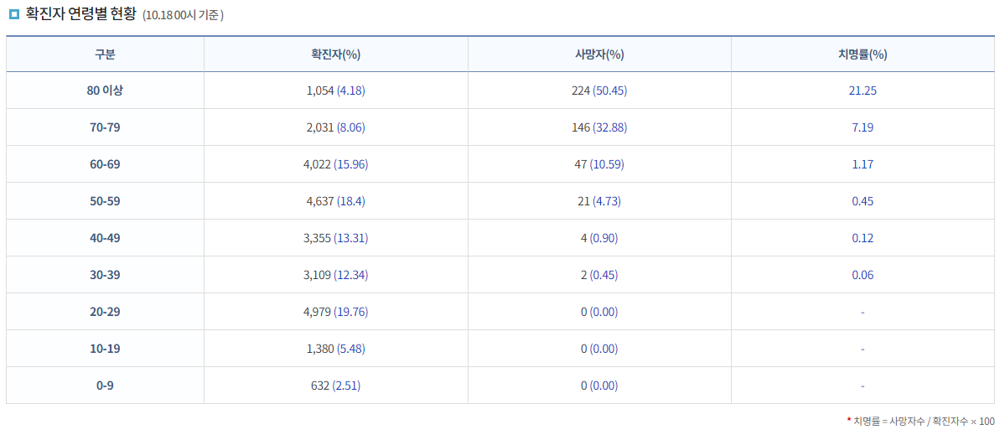 확진자 연령별 현황 (10.18 00시 기준)
구분 확진자(%) 사망자(%) 치명률(%)
80 이상 1,054 (4.18) 224 (50.45) 21.25
70-79 2,031 (8.06) 146 (32.88) 7.19
60-69 4,022 (15.96) 47 (10.59) 1.17
50-59 4,637 (18.4) 21 (4.73) 0.45
40-49 3,355 (13.31) 4 (0.90) 0.12
30-39 3,109 (12.34) 2 (0.45) 0.06
20-29 4,979 (19.76) 0 (0.00) -
10-19 1,380 (5.48) 0 (0.00) -
0-9 632 (2.51) 0 (0.00) -
* 치명률 = 사망자수 / 확진자수 × 100